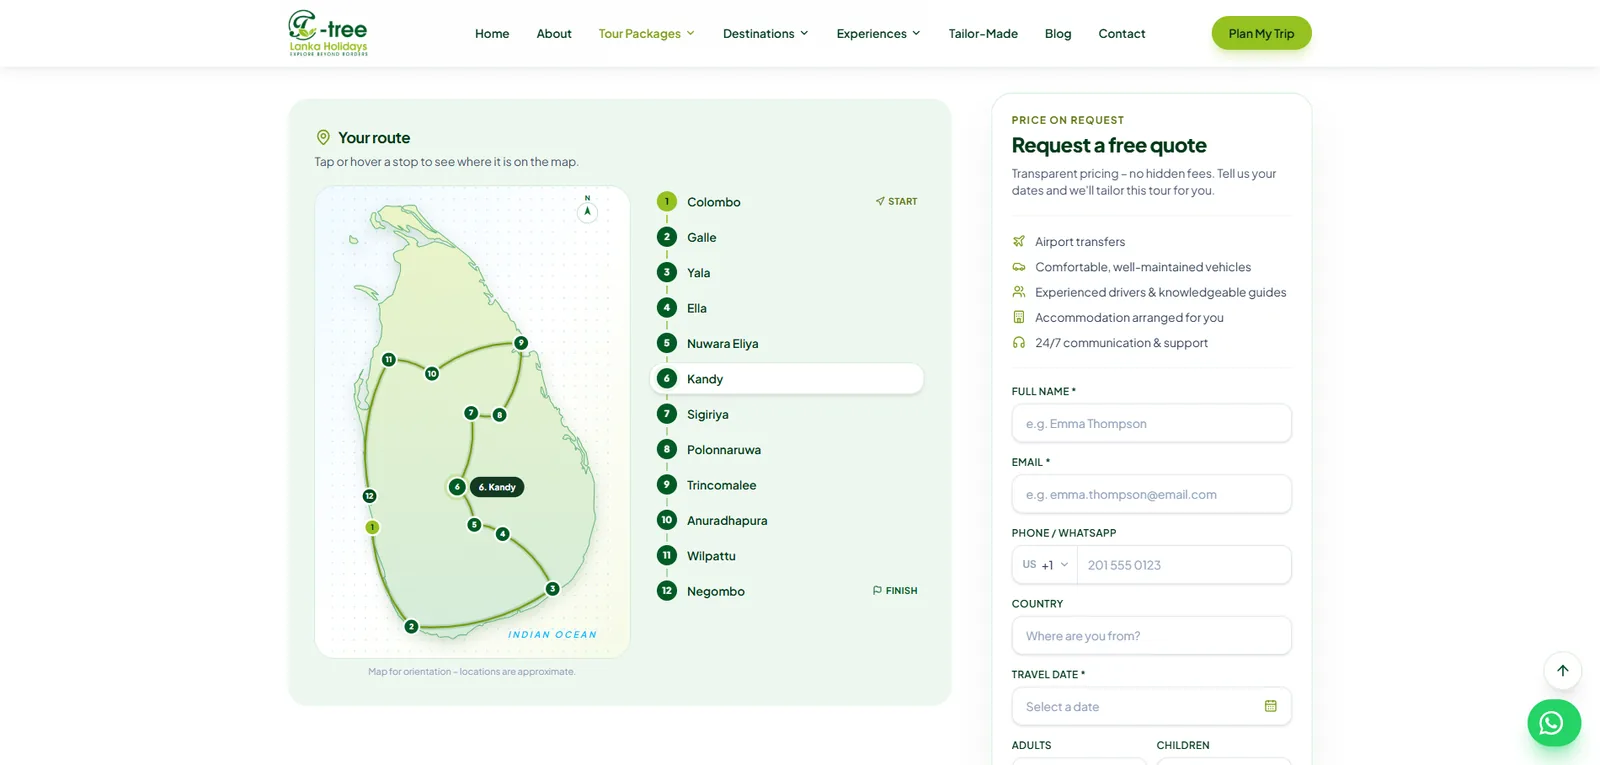 -tree
Lanka Holidays
EXPLORE BEYOND BORDERS
Home
About
Tour Packages
Destinations
Experiences
Tailor-Made
Blog
Contact
Plan My Trip
Your route
Tap or hover a stop to see where it is on the map.
N
9
11
10
7
8
6
6. Kandy
12
5
1
4
3
2
INDIAN OCEAN
Map for orientation – locations are approximate.
1 Colombo START
2 Galle
3 Yala
4 Ella
5 Nuwara Eliya
6 Kandy
7 Sigiriya
8 Polonnaruwa
9 Trincomalee
10 Anuradhapura
11 Wilpattu
12 Negombo FINISH
PRICE ON REQUEST
Request a free quote
Transparent pricing – no hidden fees. Tell us your
dates and we'll tailor this tour for you.
Airport transfers
Comfortable, well-maintained vehicles
Experienced drivers & knowledgeable guides
Accommodation arranged for you
24/7 communication & support
FULL NAME *
e.g. Emma Thompson
EMAIL *
e.g. emma.thompson@email.com
PHONE / WHATSAPP
US +1 201 555 0123
COUNTRY
Where are you from?
TRAVEL DATE *
Select a date
ADULTS CHILDREN